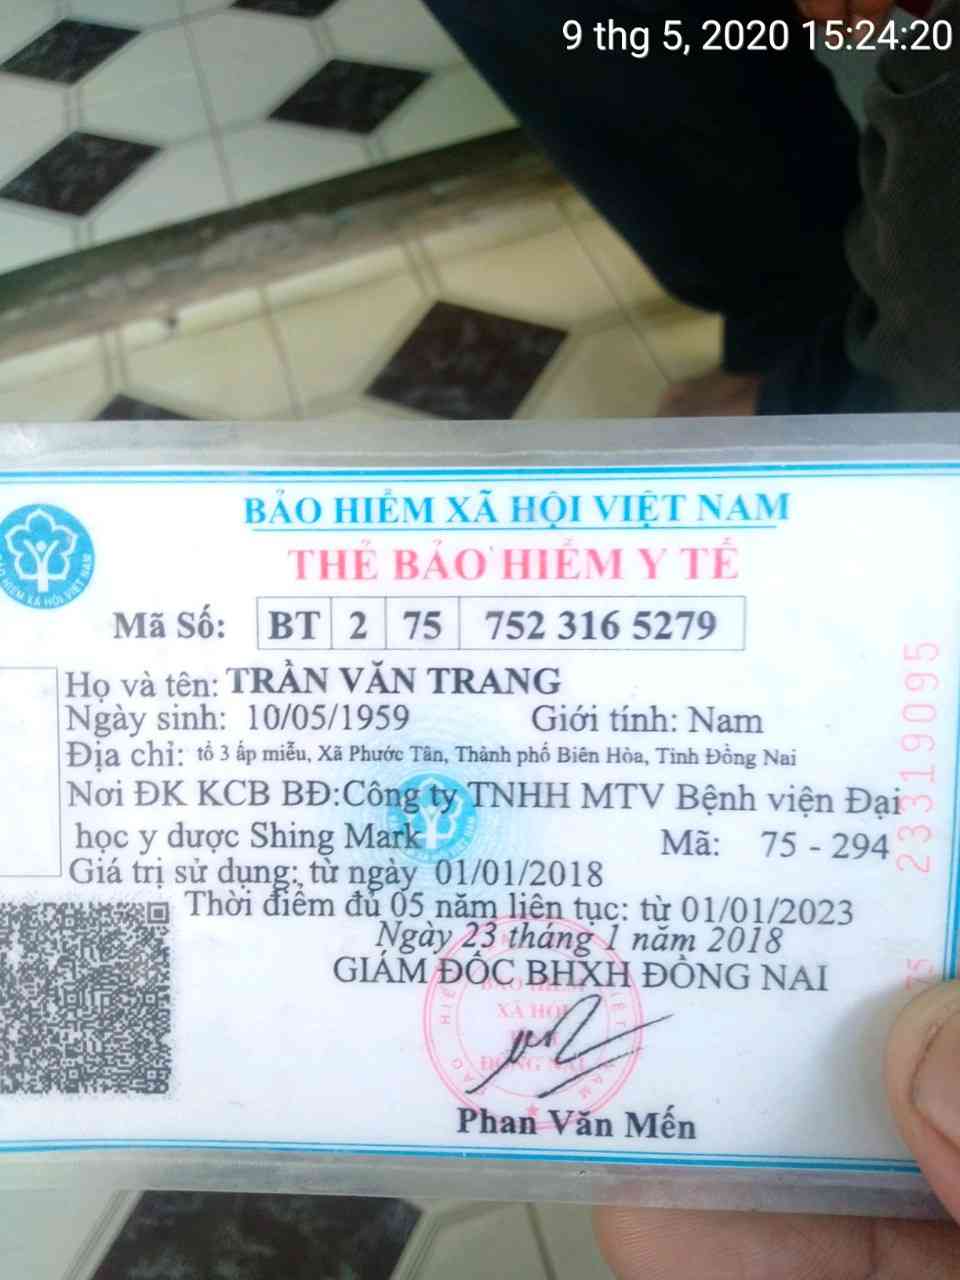 9 thg 5, 2020 15:24:20
BẢO HIỂM XÃ HỘI VIỆT NAM
THẺ BẢO HIỂM Y TẾ
Mã Số: BT 2 75 752 316 5279
Họ và tên: TRẦN VĂN TRANG
Ngày sinh: 10/05/1959 Giới tính: Nam
Địa chỉ: tổ 3 ấp miễu, Xã Phước Tân, Thành phố Biên Hòa, Tỉnh Đồng Nai
Nơi ĐK KCB BĐ:Công ty TNHH MTV Bệnh viện Đại
học y dược Shing Mark Mã: 75 - 294
Giá trị sử dụng: từ ngày 01/01/2018
Thời điểm đủ 05 năm liên tục: từ 01/01/2023
Ngày 23 tháng 1 năm 2018
GIÁM ĐỐC BHXH ĐỒNG NAI
XÃ HỘI
ĐỒNG NAI
Phan Văn Mến
23319095
75